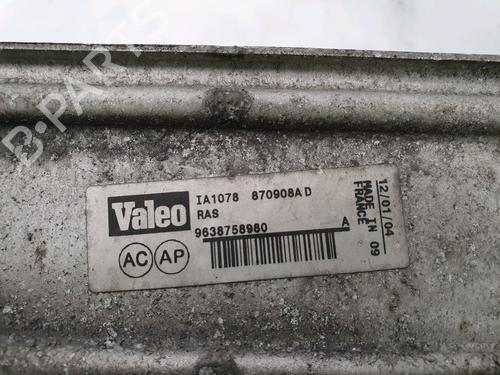 B-PARTS
Valeo
IA1078 870908A D
RAS
9638758980 A
AC AP
12/01/04
MADE IN 09
FRANCE